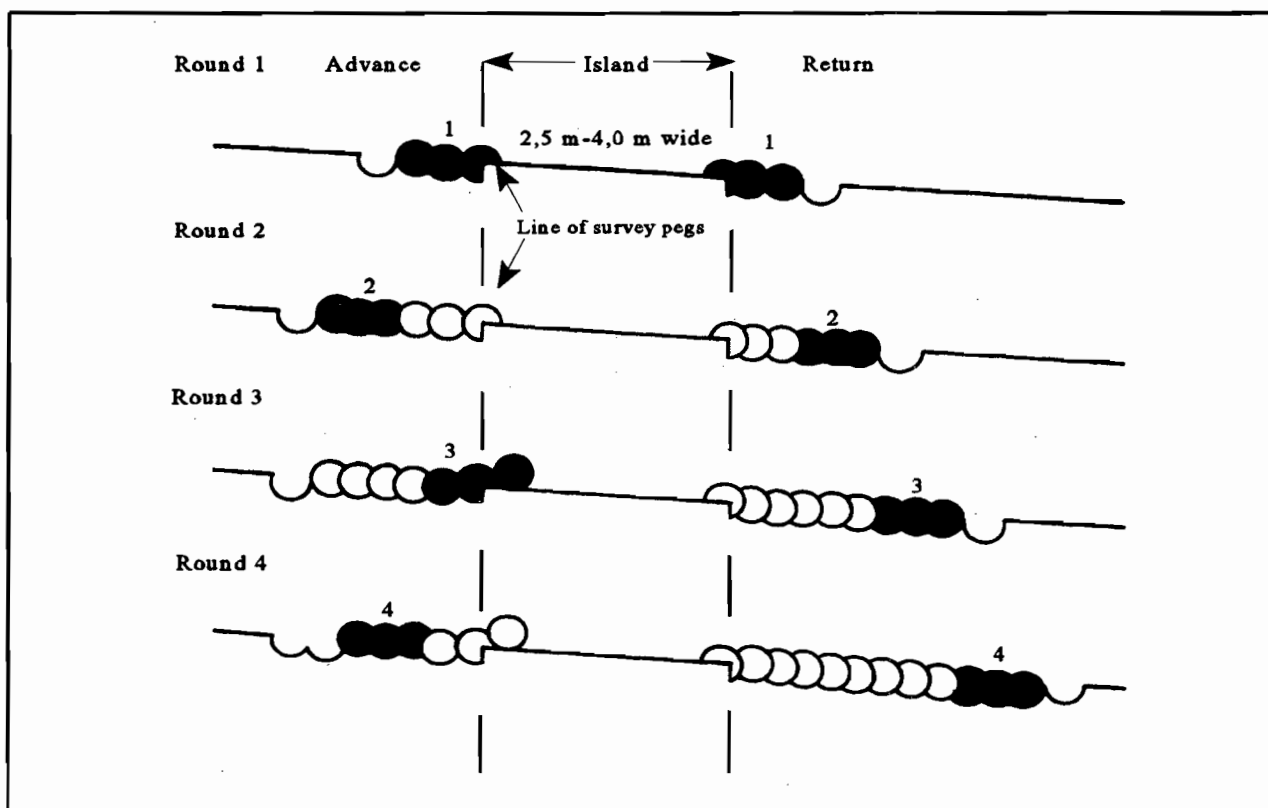 Round 1 Advance Island Return
1 2,5 m-4,0 m wide 1
Line of survey pegs
Round 2
2 2
Round 3
3 3
Round 4
4 4